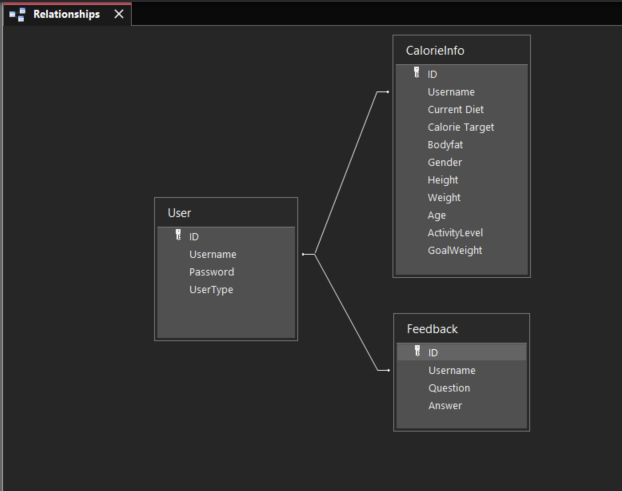 Relationships
CalorieInfo
ID
Username
Current Diet
Calorie Target
Bodyfat
Gender
Height
Weight
Age
ActivityLevel
GoalWeight
User
ID
Username
Password
UserType
Feedback
ID
Username
Question
Answer